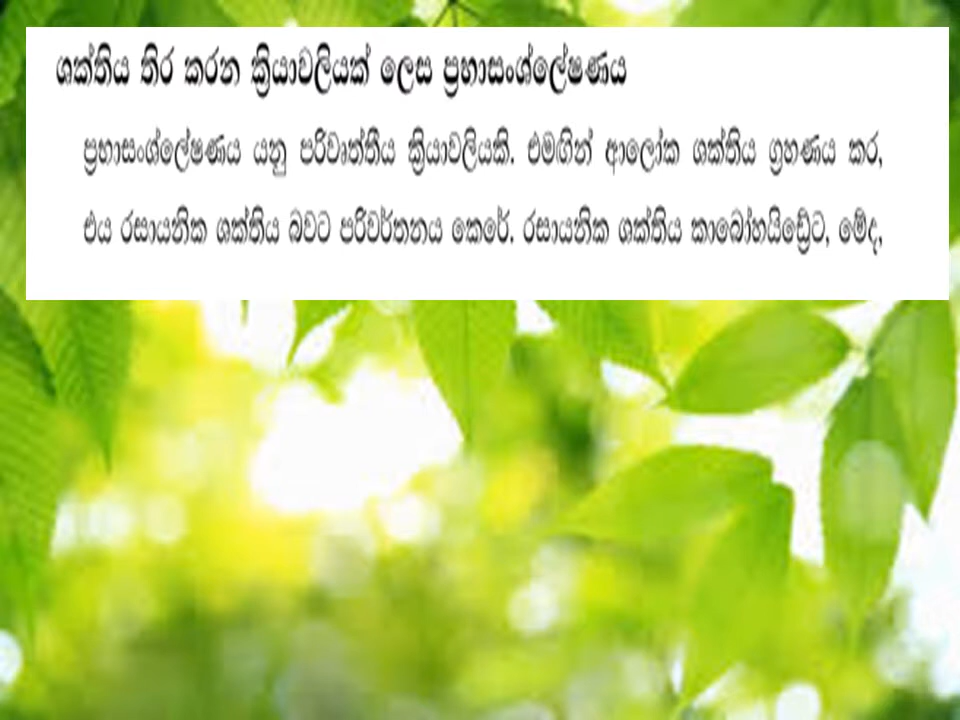 ශක්තිය තිර කරන ක්‍රියාවලියක් ලෙස ප්‍රභාසංශ්ලේෂණය
ප්‍රභාසංශ්ලේෂණය යනු පරිවෘත්තීය ක්‍රියාවලියකි. එමඟින් ආලෝක ශක්තිය ග්‍රහණය කර,
එය රසායනික ශක්තිය බවට පරිවර්තනය කෙරේ. රසායනික ශක්තිය කාබෝහයිඩ්‍රේට, මේද,